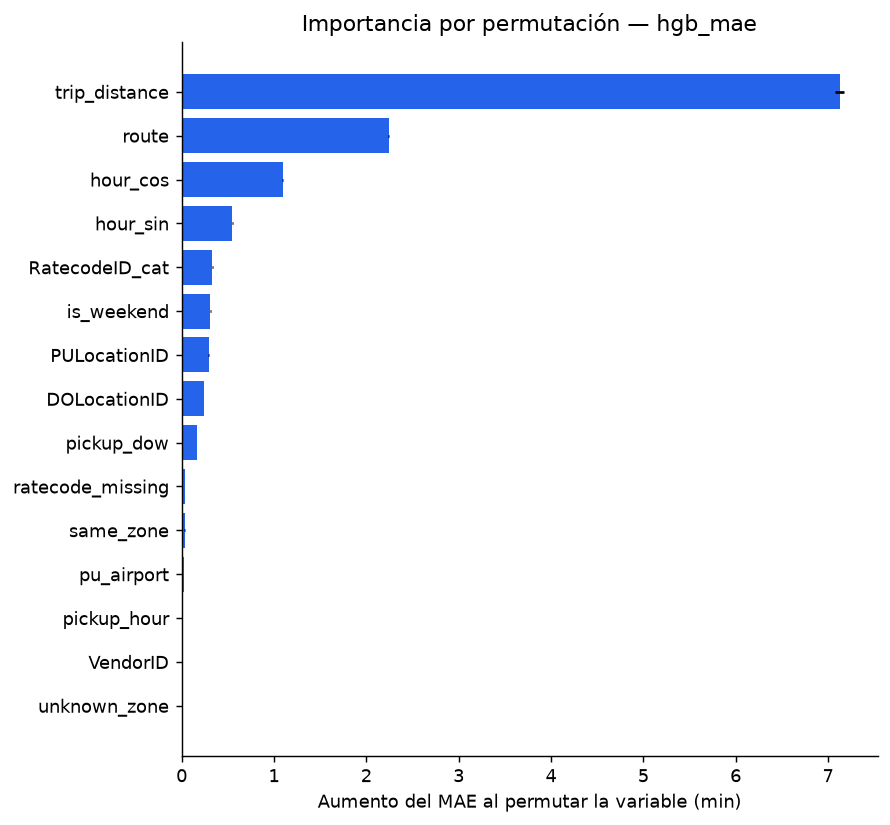 Importancia por permutación — hgb_mae
trip_distance
route
hour_cos
hour_sin
RatecodeID_cat
is_weekend
PULocationID
DOLocationID
pickup_dow
ratecode_missing
same_zone
pu_airport
pickup_hour
VendorID
unknown_zone
0 1 2 3 4 5 6 7
Aumento del MAE al permutar la variable (min)